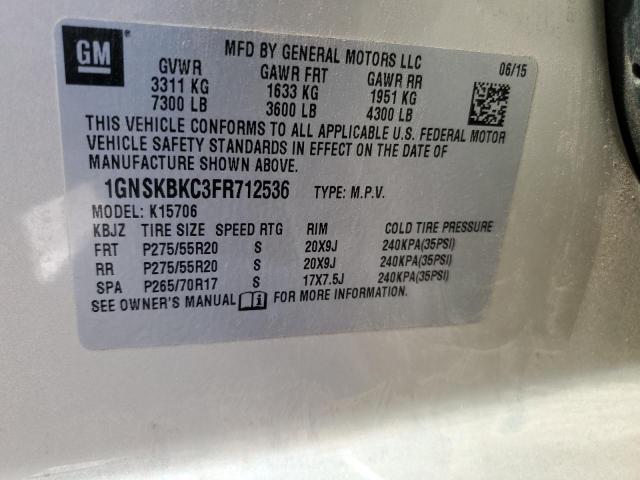 GM
MFD BY GENERAL MOTORS LLC
06/15
GVWR GAWR FRT GAWR RR
3311 KG 1633 KG 1951 KG
7300 LB 3600 LB 4300 LB
THIS VEHICLE CONFORMS TO ALL APPLICABLE U.S. FEDERAL MOTOR
VEHICLE SAFETY STANDARDS IN EFFECT ON THE DATE OF
MANUFACTURE SHOWN ABOVE.
1GNSKBKC3FR712536 TYPE: M.P.V.
MODEL: K15706
KBJZ TIRE SIZE SPEED RTG RIM COLD TIRE PRESSURE
FRT P275/55R20 S 20X9J 240KPA(35PSI)
RR P275/55R20 S 20X9J 240KPA(35PSI)
SPA P265/70R17 S 17X7.5J 240KPA(35PSI)
SEE OWNER'S MANUAL i FOR MORE INFORMATION.